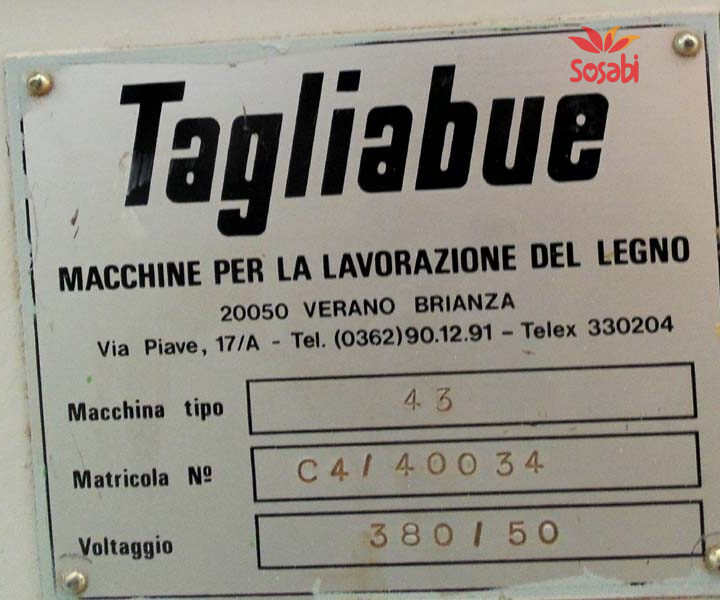 Sosabi
Tagliabue
MACCHINE PER LA LAVORAZIONE DEL LEGNO
20050 VERANO BRIANZA
Via Piave, 17/A - Tel. (0362)90.12.91 - Telex 330204
Macchina tipo 43
Matricola Nº C4/40034
Voltaggio 380/50